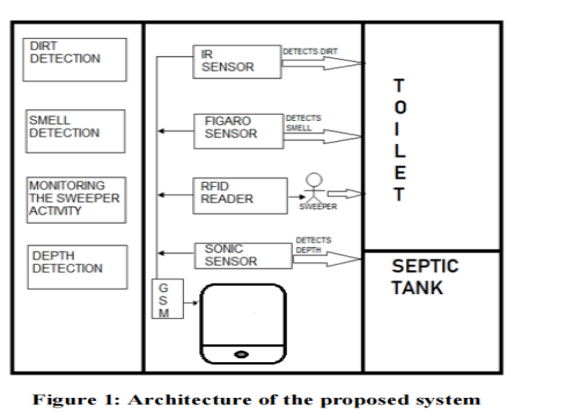 DIRT
DETECTION
SMELL
DETECTION
MONITORING
THE SWEEPER
ACTIVITY
DEPTH
DETECTION
IR
SENSOR
DETECTS DIRT
FIGARO
SENSOR
DETECTS
SMELL
RFID
READER
SWEEPER
SONIC
SENSOR
DETECTS
DEPTH
G
S
M
T
O
I
L
E
T
SEPTIC
TANK
Figure 1: Architecture of the proposed system